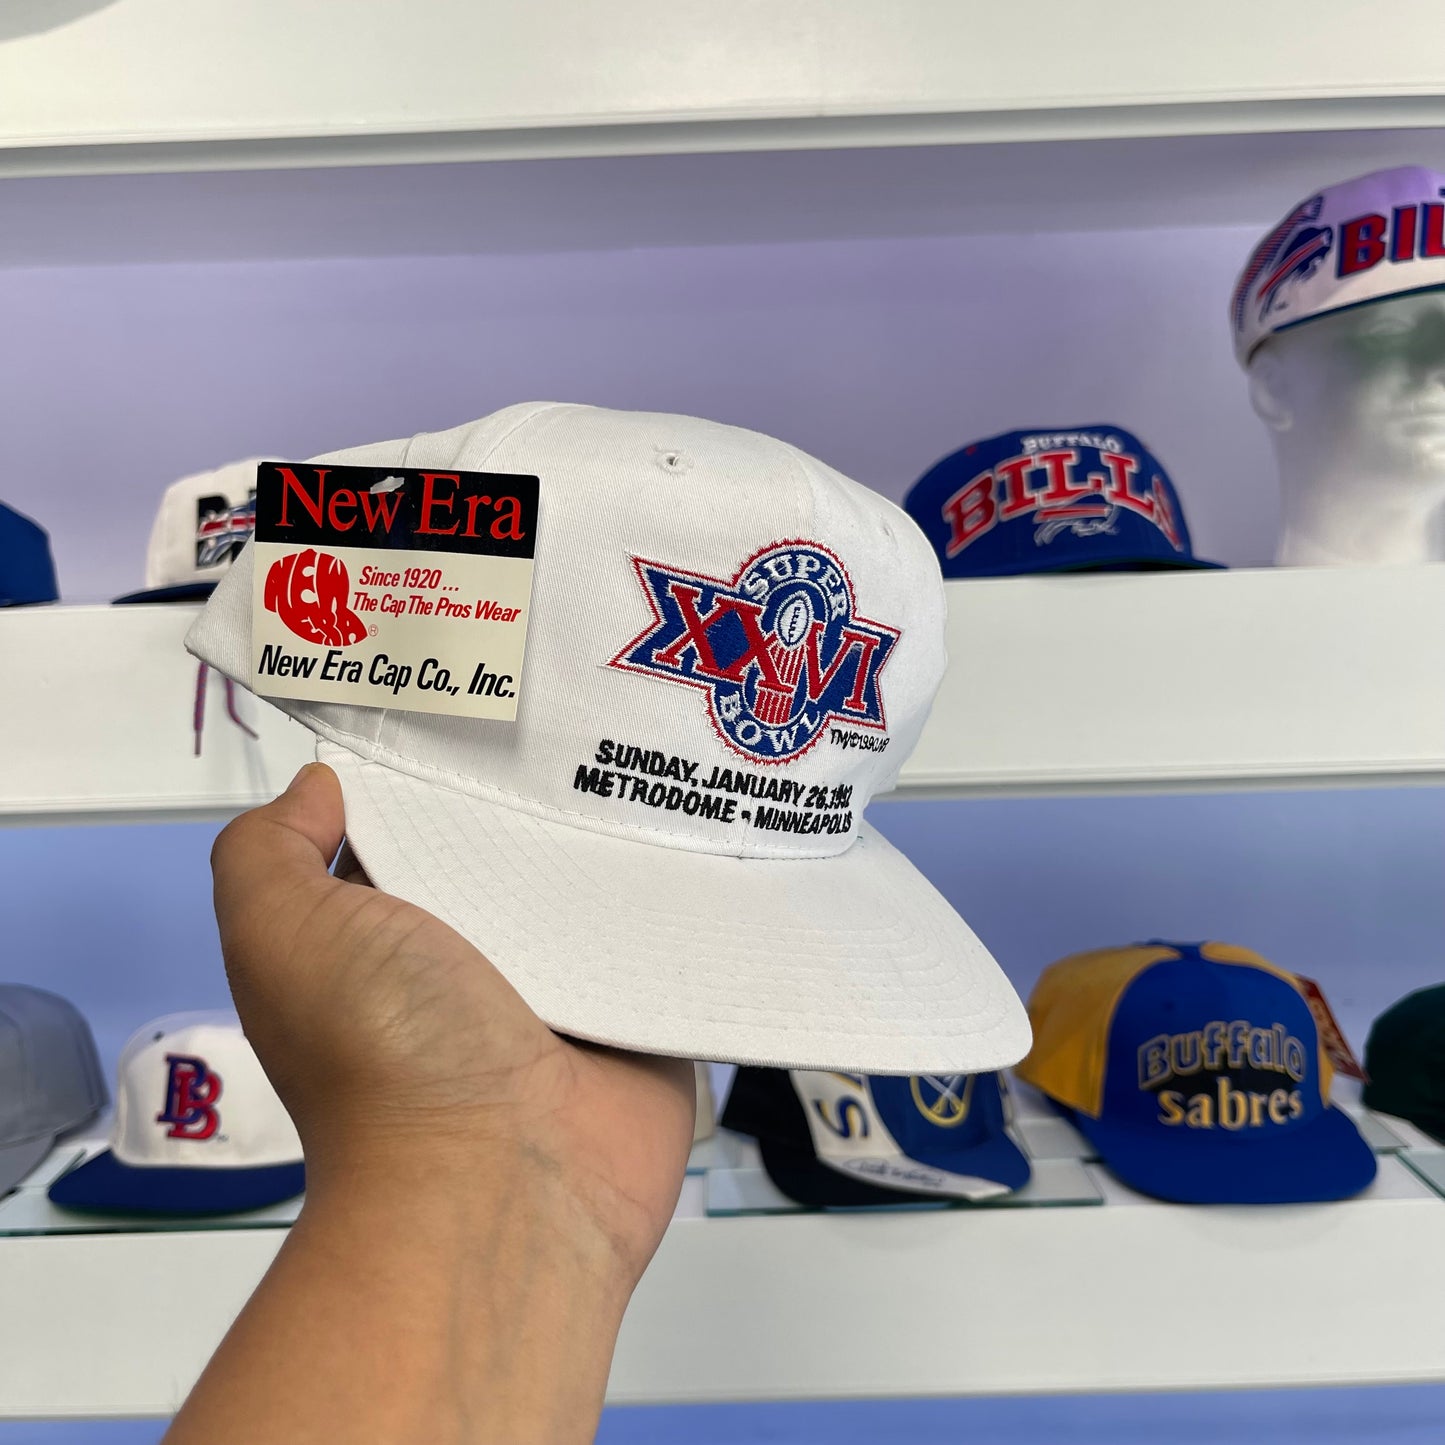 New Era
NEW
ERA
®
Since 1920 ...
The Cap The Pros Wear
New Era Cap Co., Inc.
SUPER
XXVI
BOWL
SUNDAY, JANUARY 26, 1992
METRODOME • MINNEAPOLIS
BUFFALO
BILLS
Buffalo
sabres